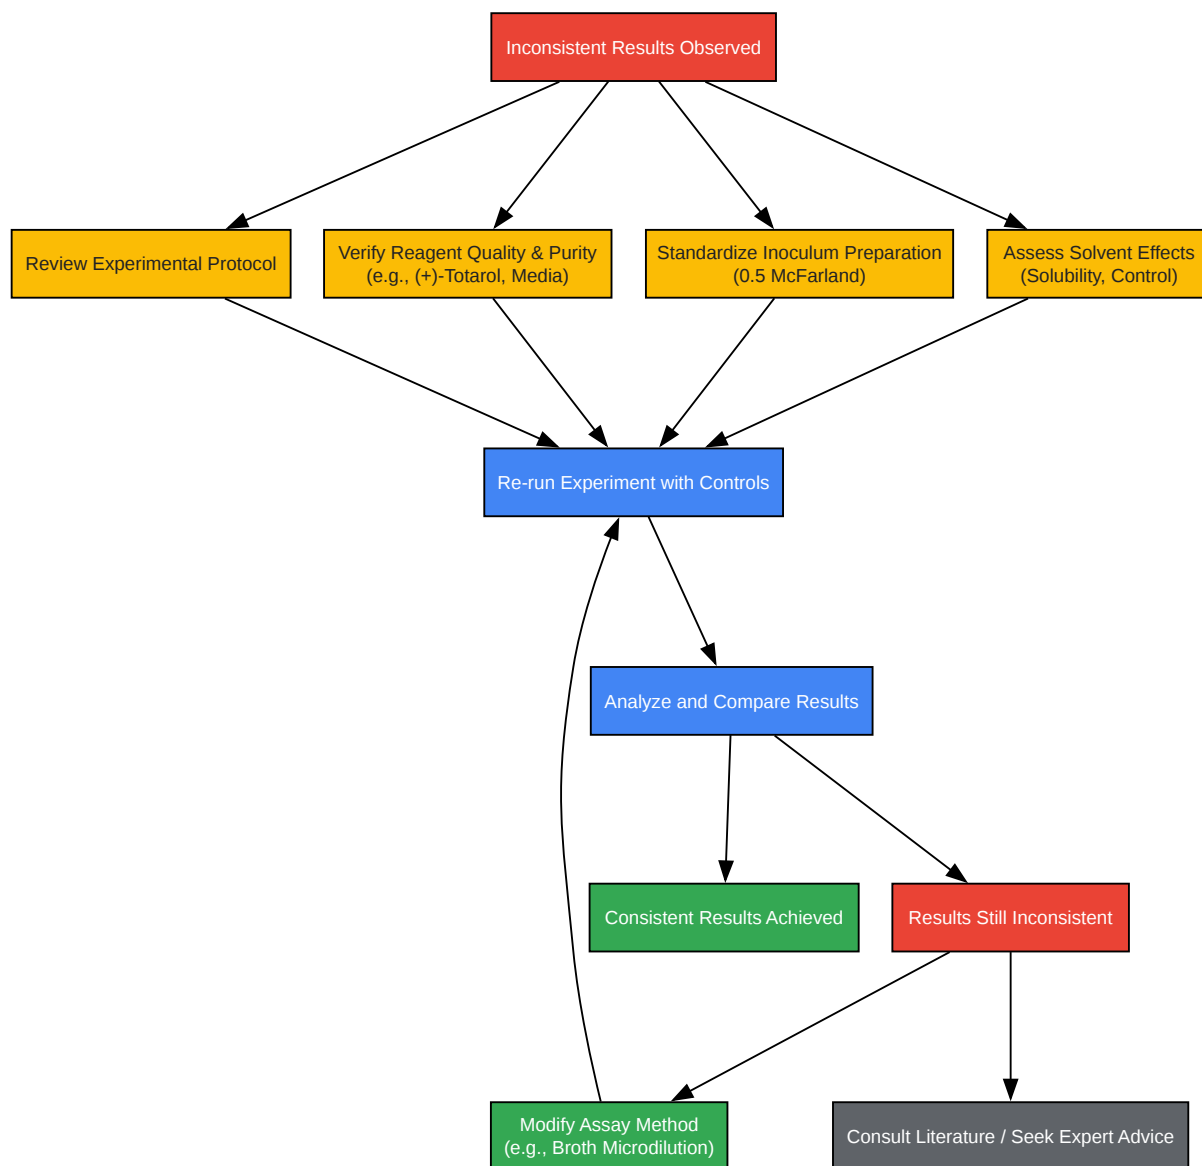 Inconsistent Results Observed
Review Experimental Protocol
Verify Reagent Quality & Purity
(e.g., (+)-Totarol, Media)
Standardize Inoculum Preparation
(0.5 McFarland)
Assess Solvent Effects
(Solubility, Control)
Re-run Experiment with Controls
Analyze and Compare Results
Consistent Results Achieved
Results Still Inconsistent
Modify Assay Method
(e.g., Broth Microdilution)
Consult Literature / Seek Expert Advice